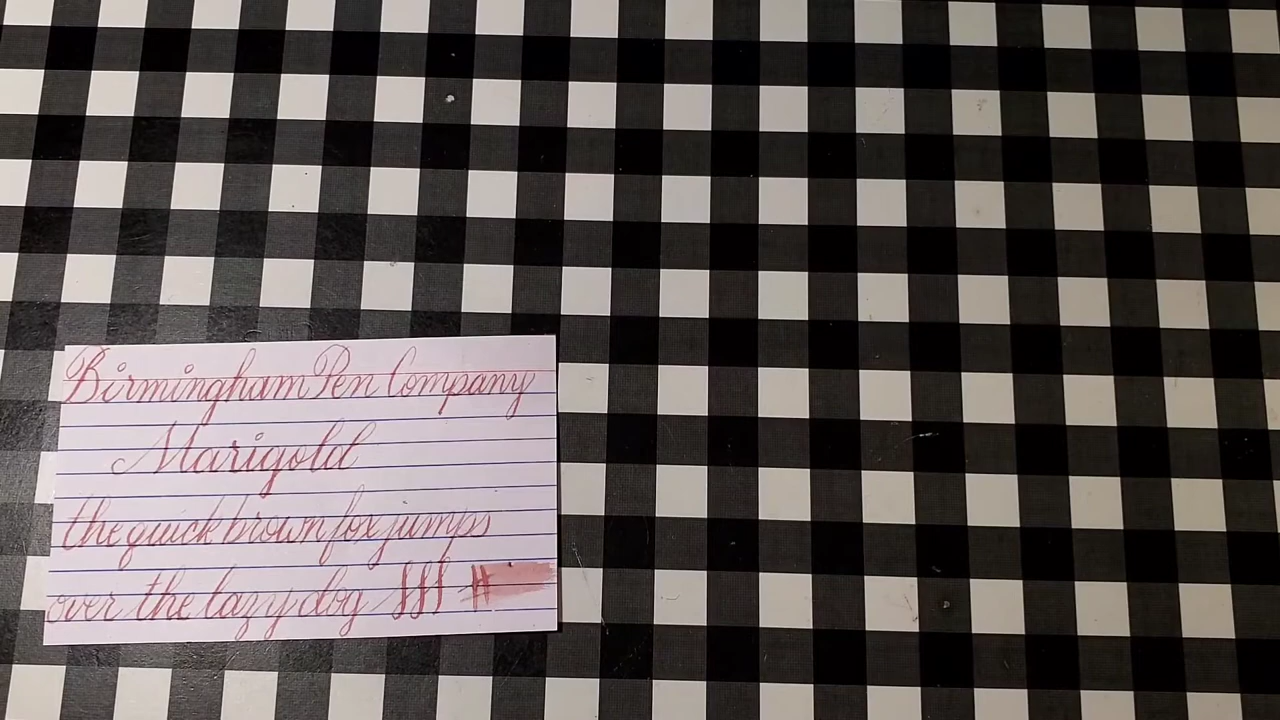 Birmingham Pen Company
Marigold
the quick brown fox jumps
over the lazy dog